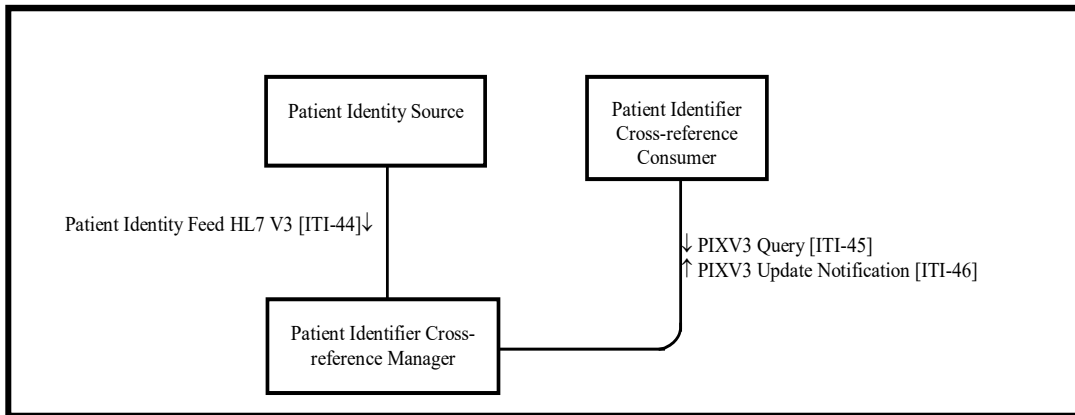 Patient Identity Source
Patient Identifier
Cross-reference
Consumer
Patient Identity Feed HL7 V3 [ITI-44]↓
↓ PIXV3 Query [ITI-45]
↑ PIXV3 Update Notification [ITI-46]
Patient Identifier Cross-
reference Manager